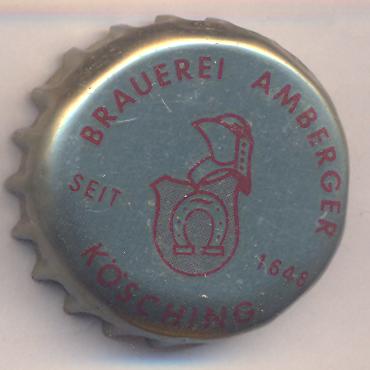 BRAUEREI AMBERGER
SEIT 1648
KÖSCHING